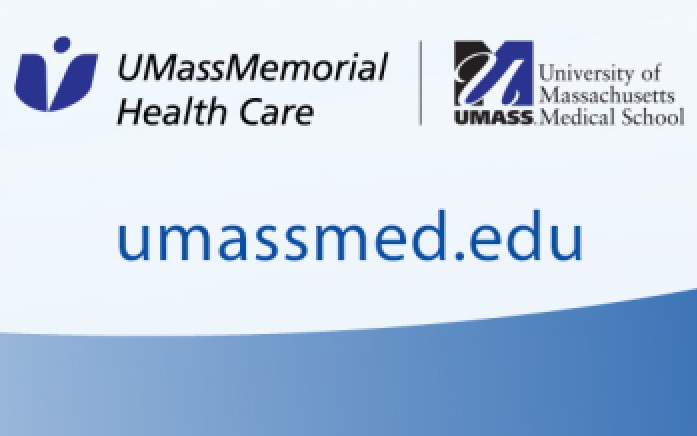 UMassMemorial
Health Care
University of
Massachusetts
UMASS. Medical School
umassmed.edu